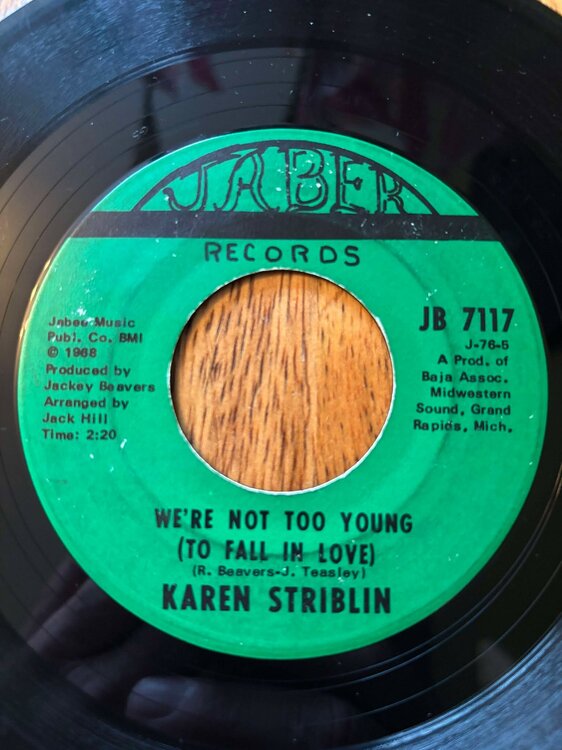 JABER
RECORDS
Jabee Music
Publ. Co. BMI
© 1968
Produced by
Jackey Beavers
Arranged by
Jack Hill
Time: 2:20
JB 7117
J-76-5
A Prod. of
Baja Assoc.
Midwestern
Sound, Grand
Rapids, Mich.
WE'RE NOT TOO YOUNG
(TO FALL IN LOVE)
(R. Beavers-J. Teasley)
KAREN STRIBLIN